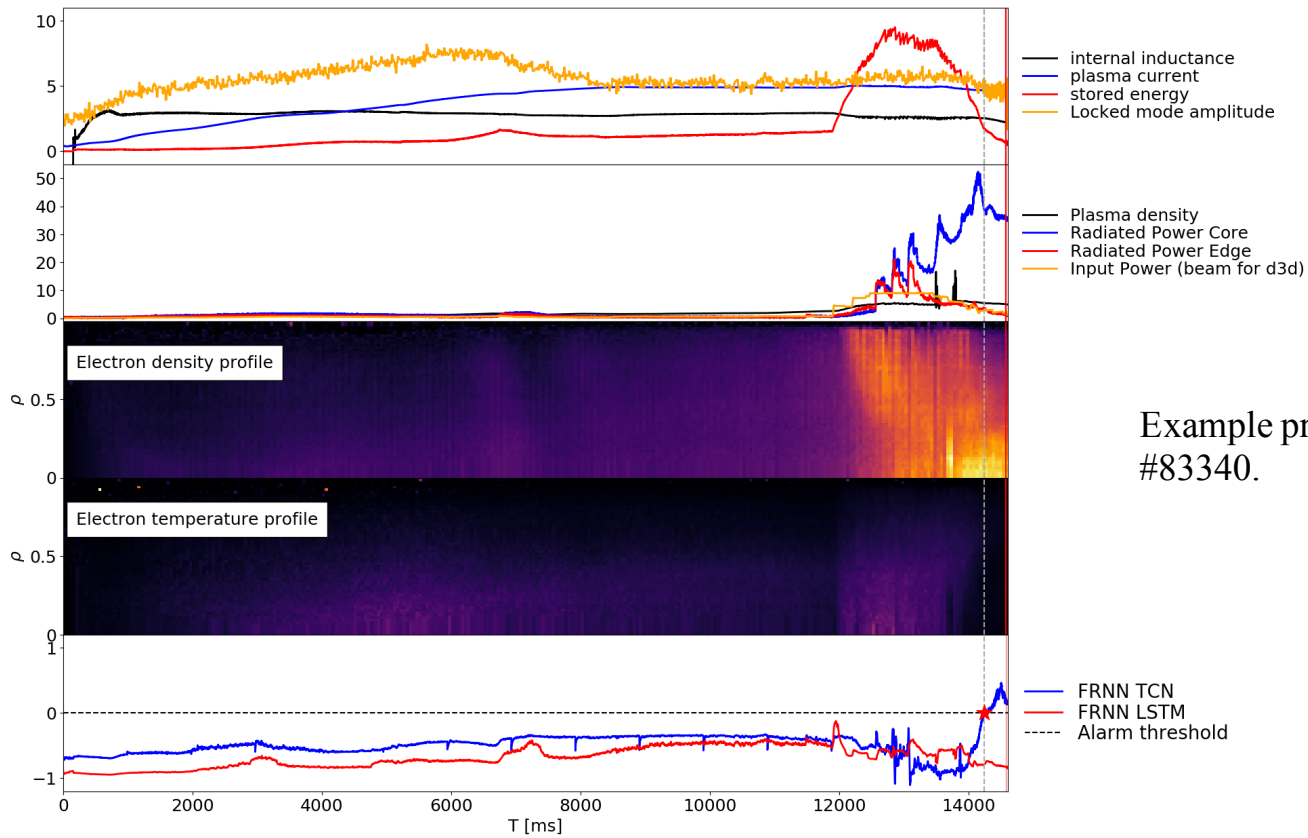 10
5
0
internal inductance
plasma current
stored energy
Locked mode amplitude
50
40
30
20
10
0
Plasma density
Radiated Power Core
Radiated Power Edge
Input Power (beam for d3d)
Electron density profile
ρ
0.5
0
Example pr
#83340.
Electron temperature profile
ρ
0.5
0
1
0
−1
FRNN TCN
FRNN LSTM
Alarm threshold
0 2000 4000 6000 8000 10000 12000 14000
T [ms]